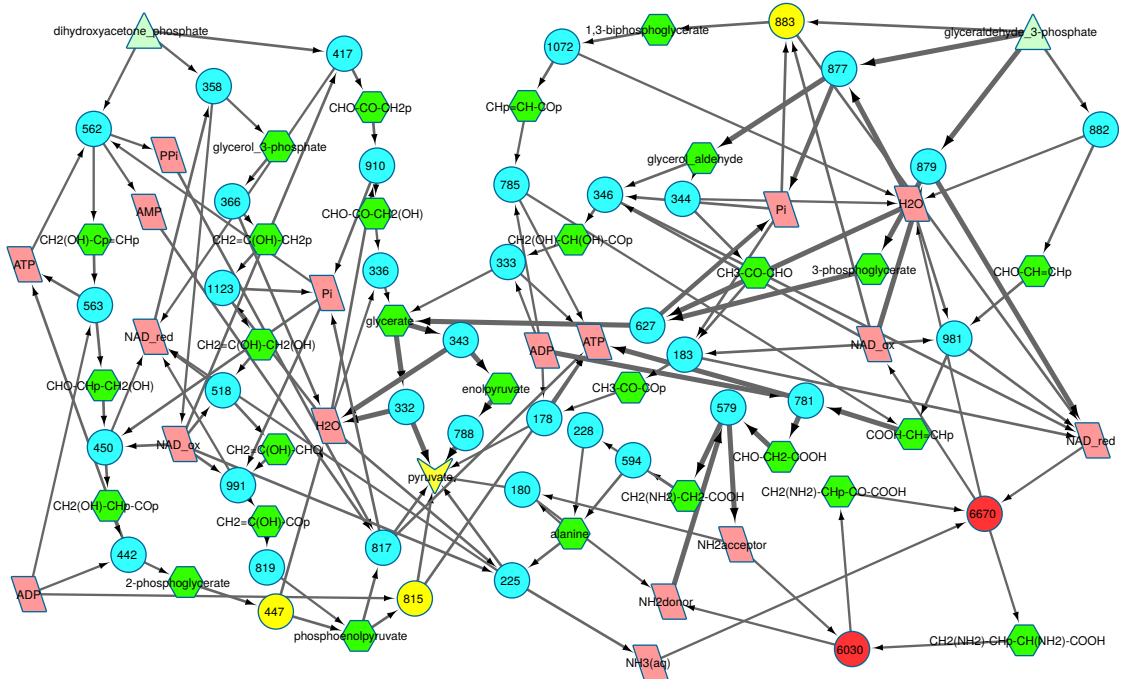 dihydroxyacetone_phosphate
1,3-biphosphoglycerate
883
glyceraldehyde_3-phosphate
417
1072
877
358
CHO-CO-CH2p
CHp=CH-COp
562
882
PPi
glycerol_3-phosphate
glycerol_aldehyde
910
879
785
346
344
366
AMP
CHO-CO-CH2(OH)
Pi
H2O
CH2(OH)-Cp=CHp
CH2=C(OH)-CH2p
CH2(OH)-CH(OH)-COp
ATP
333
336
CH3-CO-CHO
3-phosphoglycerate
CHO-CH=CHp
1123
Pi
563
glycerate
627
NAD_red
CH2=C(OH)-CH2(OH)
343
ADP
ATP
183
NAD_ox
981
CHO-CHp-CH2(OH)
518
enolpyruvate
CH3-CO-COp
332
178
579
781
H2O
788
228
COOH-CH=CHp
NAD_red
450
NAD_ox
CH2=C(OH)-CHO
CHO-CH2-COOH
594
pyruvate,
991
180
CH2(NH2)-CH2-COOH
CH2(NH2)-CHp-CO-COOH
CH2(OH)-CHp-COp
CH2=C(OH)-COp
6670
alanine
NH2acceptor
442
817
819
2-phosphoglycerate
225
ADP
815
NH2donor
447
phosphoenolpyruvate
CH2(NH2)-CHp-CH(NH2)-COOH
6030
NH3(aq)